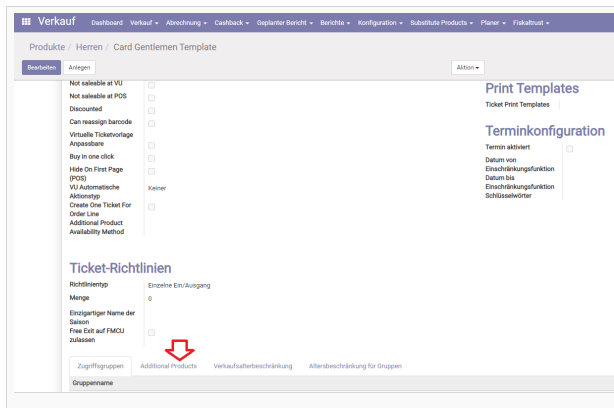 Verkauf Dashboard Verkauf Abrechnung Cashback Geplanter Bericht Berichte Konfiguration Substitute Products Planer Fiskaltrust
Produkte / Herren / Card Gentlemen Template
Bearbeiten Anlegen Aktion
Not saleable at VU
Not saleable at POS
Discounted
Can reassign barcode
Virtuelle Ticketvorlage
Anpassbare
Buy in one click
Hide On First Page
(POS)
VU Automatische Keiner
Aktionstyp
Create One Ticket For
Order Line
Additional Product
Availability Method
Print Templates
Ticket Print Templates
Terminkonfiguration
Termin aktiviert
Datum von
Einschränkungsfunktion
Datum bis
Einschränkungsfunktion
Schlüsselwörter
Ticket-Richtlinien
Richtlinientyp Einzelne Ein/Ausgang
Menge 0
Einzigartiger Name der
Saison
Free Exit auf FMCU
zulassen
Zugriffsgruppen Additional Products Verkaufsalterbeschränkung Altersbeschränkung für Gruppen
Gruppenname